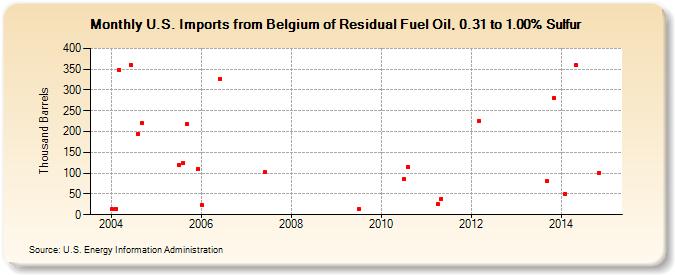 Monthly U.S. Imports from Belgium of Residual Fuel Oil, 0.31 to 1.00% Sulfur
Thousand Barrels
400
350
300
250
200
150
100
50
0
2004 2006 2008 2010 2012 2014
Source: U.S. Energy Information Administration